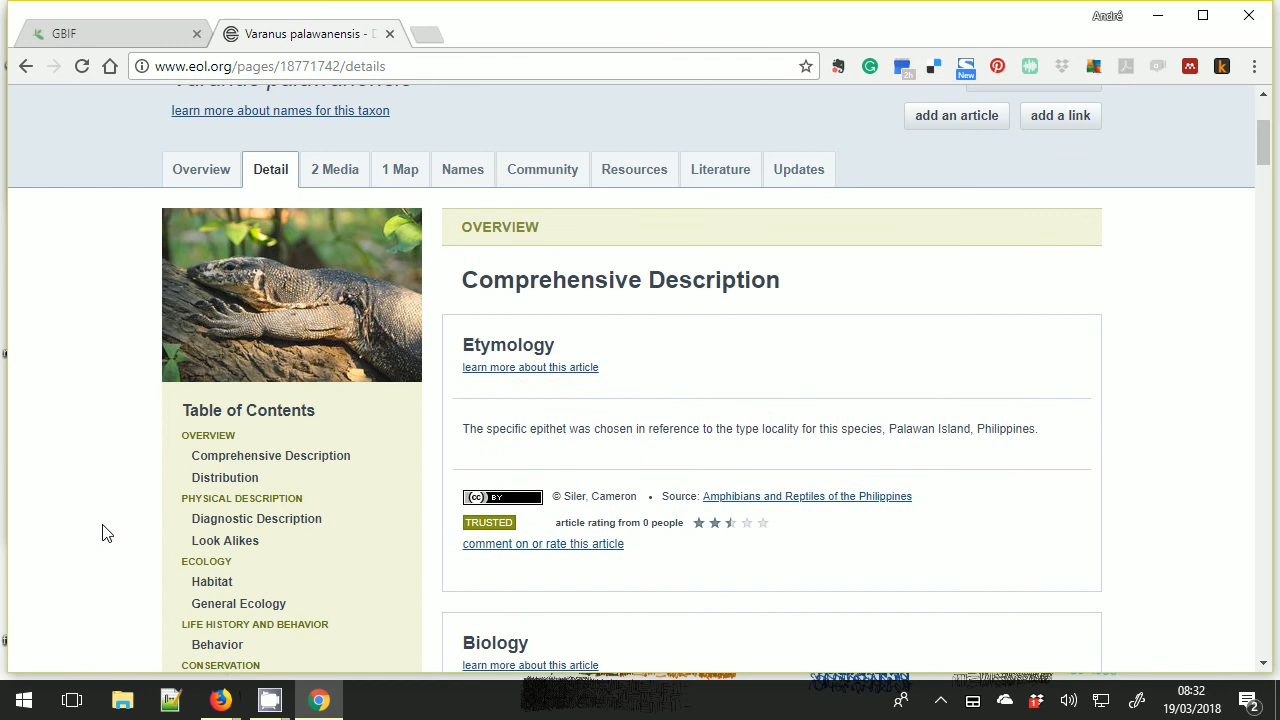 André
GBIF
Varanus palawanensis -
www.eol.org/pages/18771742/details
2h
New
learn more about names for this taxon
add an article
add a link
Overview
Detail
2 Media
1 Map
Names
Community
Resources
Literature
Updates
OVERVIEW
Comprehensive Description
Etymology
learn more about this article
The specific epithet was chosen in reference to the type locality for this species, Palawan Island, Philippines.
(cc) BY © Siler, Cameron • Source: Amphibians and Reptiles of the Philippines
TRUSTED article rating from 0 people
comment on or rate this article
Biology
learn more about this article
Table of Contents
OVERVIEW
Comprehensive Description
Distribution
PHYSICAL DESCRIPTION
Diagnostic Description
Look Alikes
ECOLOGY
Habitat
General Ecology
LIFE HISTORY AND BEHAVIOR
Behavior
CONSERVATION
08:32
19/03/2018
2